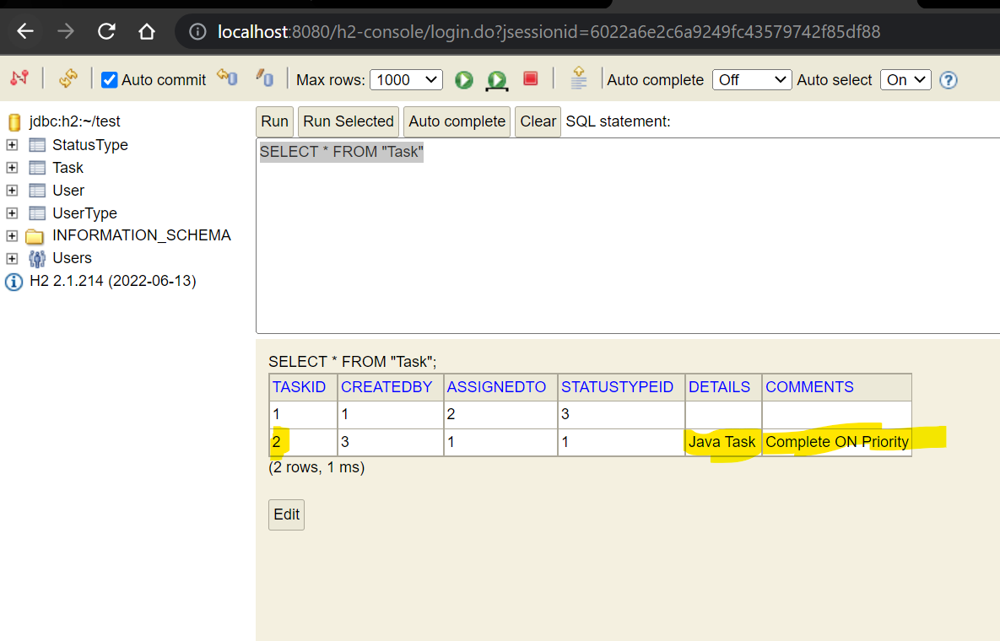 localhost:8080/h2-console/login.do?jsessionid=6022a6e2c6a9249fc43579742f85df88
Auto commit Max rows: 1000 Auto complete Off Auto select On ?
jdbc:h2:~/test
StatusType
Task
User
UserType
INFORMATION_SCHEMA
Users
H2 2.1.214 (2022-06-13)
Run Run Selected Auto complete Clear SQL statement:
SELECT * FROM "Task"
SELECT * FROM "Task";
TASKID CREATEDBY ASSIGNEDTO STATUSTYPEID DETAILS COMMENTS
1 1 2 3
2 3 1 1 Java Task Complete ON Priority
(2 rows, 1 ms)
Edit